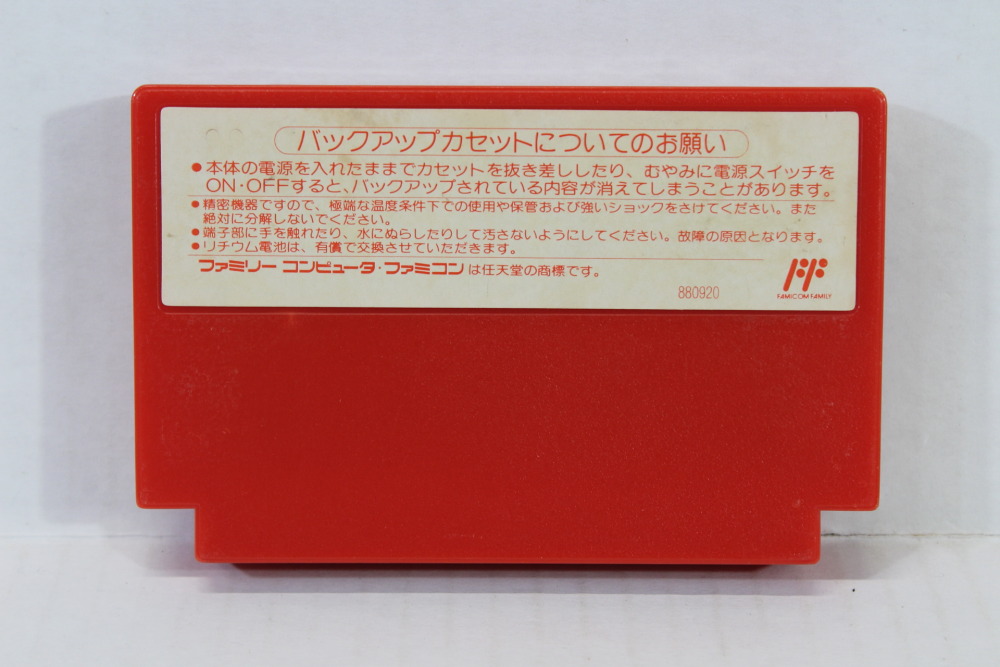 バックアップカセットについてのお願い
●本体の電源を入れたままでカセットを抜き差ししたり、むやみに電源スイッチを
ON・OFFすると、バックアップされている内容が消えてしまうことがあります。
●精密機器ですので、極端な温度条件下での使用や保管および強いショックをさけてください。また
絶対に分解しないでください。
●端子部に手を触れたり、水にぬらしたりして汚さないようにしてください。故障の原因となります。
●リチウム電池は、有償で交換させていただきます。
ファミリー コンピュータ・ファミコンは任天堂の商標です。
880920
FAMICOM FAMILY